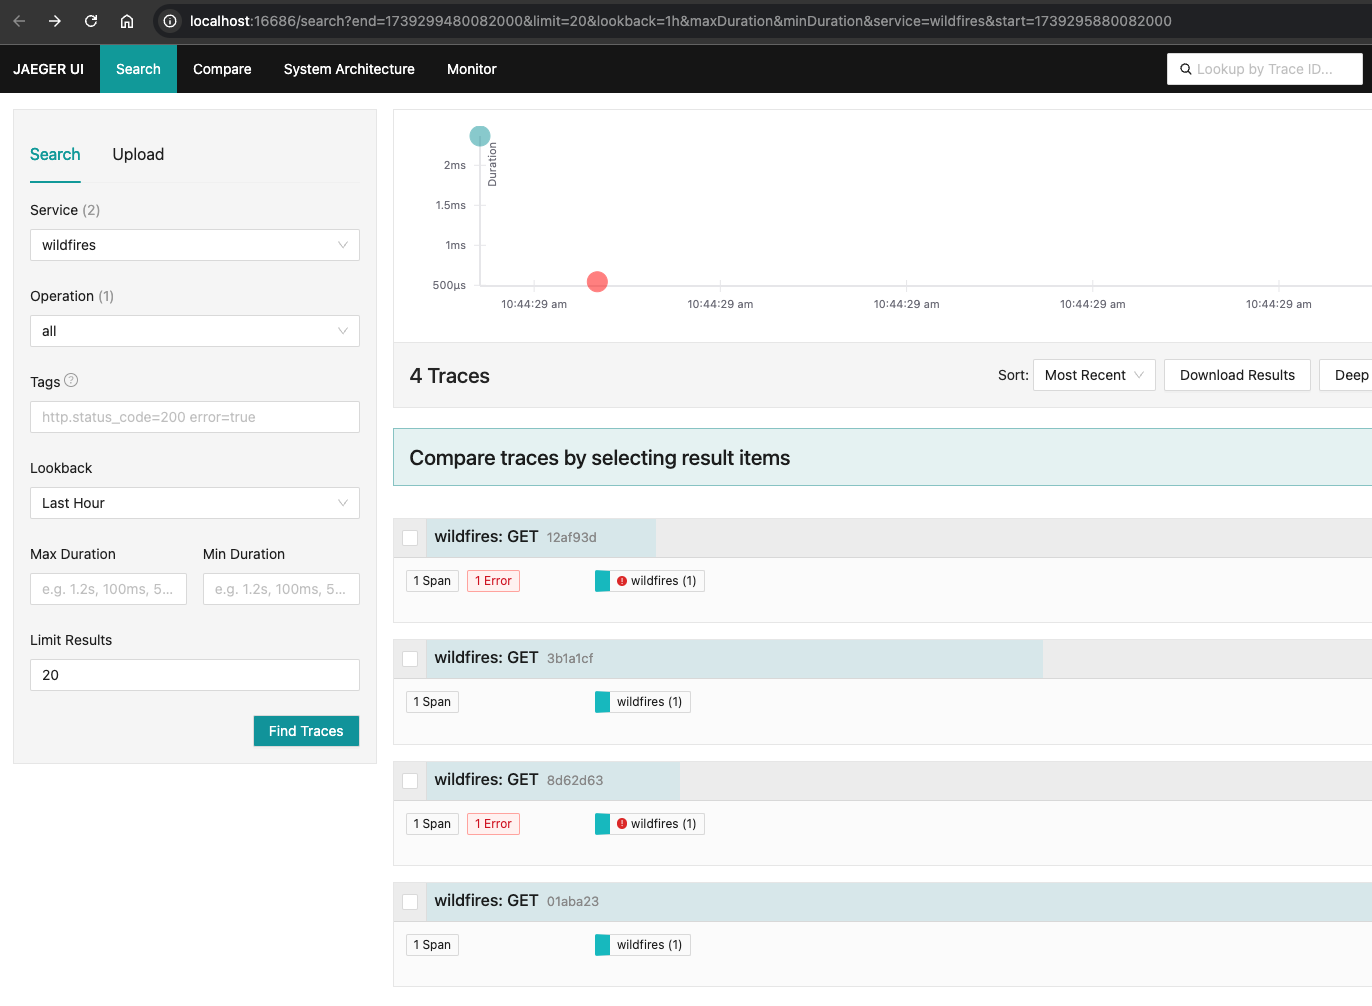 localhost:16686/search?end=1739299480082000&limit=20&lookback=1h&maxDuration&minDuration&service=wildfires&start=1739295880082000
JAEGER UI Search Compare System Architecture Monitor Lookup by Trace ID...
Search Upload
Service (2)
wildfires
Operation (1)
all
Tags ?
http.status_code=200 error=true
Lookback
Last Hour
Max Duration Min Duration
e.g. 1.2s, 100ms, 5... e.g. 1.2s, 100ms, 5...
Limit Results
20
Find Traces
Duration
2ms
1.5ms
1ms
500μs
10:44:29 am 10:44:29 am 10:44:29 am 10:44:29 am 10:44:29 am
4 Traces Sort: Most Recent Download Results Deep
Compare traces by selecting result items
wildfires: GET 12af93d
1 Span 1 Error wildfires (1)
wildfires: GET 3b1a1cf
1 Span wildfires (1)
wildfires: GET 8d62d63
1 Span 1 Error wildfires (1)
wildfires: GET 01aba23
1 Span wildfires (1)